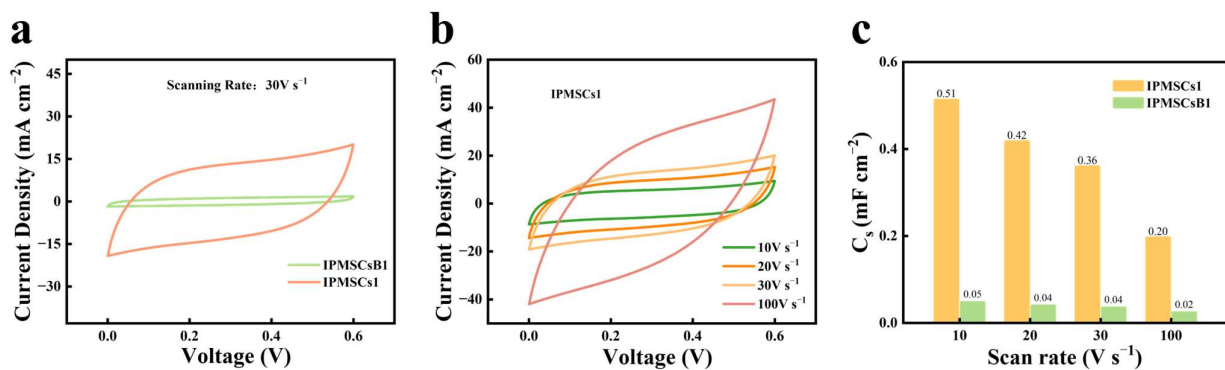 a
Scanning Rate: 30V s⁻¹
Current Density (mA cm⁻²)
45
30
15
0
−15
−30
IPMSCsB1
IPMSCs1
0.0
0.2
0.4
0.6
Voltage (V)
b
IPMSCs1
Current Density (mA cm⁻²)
60
40
20
0
−20
−40
10V s⁻¹
20V s⁻¹
30V s⁻¹
100V s⁻¹
0.0
0.2
0.4
0.6
Voltage (V)
c
IPMSCs1
IPMSCsB1
Cₛ (mF cm⁻²)
0.6
0.4
0.2
0.0
0.51
0.42
0.36
0.20
0.05
0.04
0.04
0.02
10
20
30
100
Scan rate (V s⁻¹)